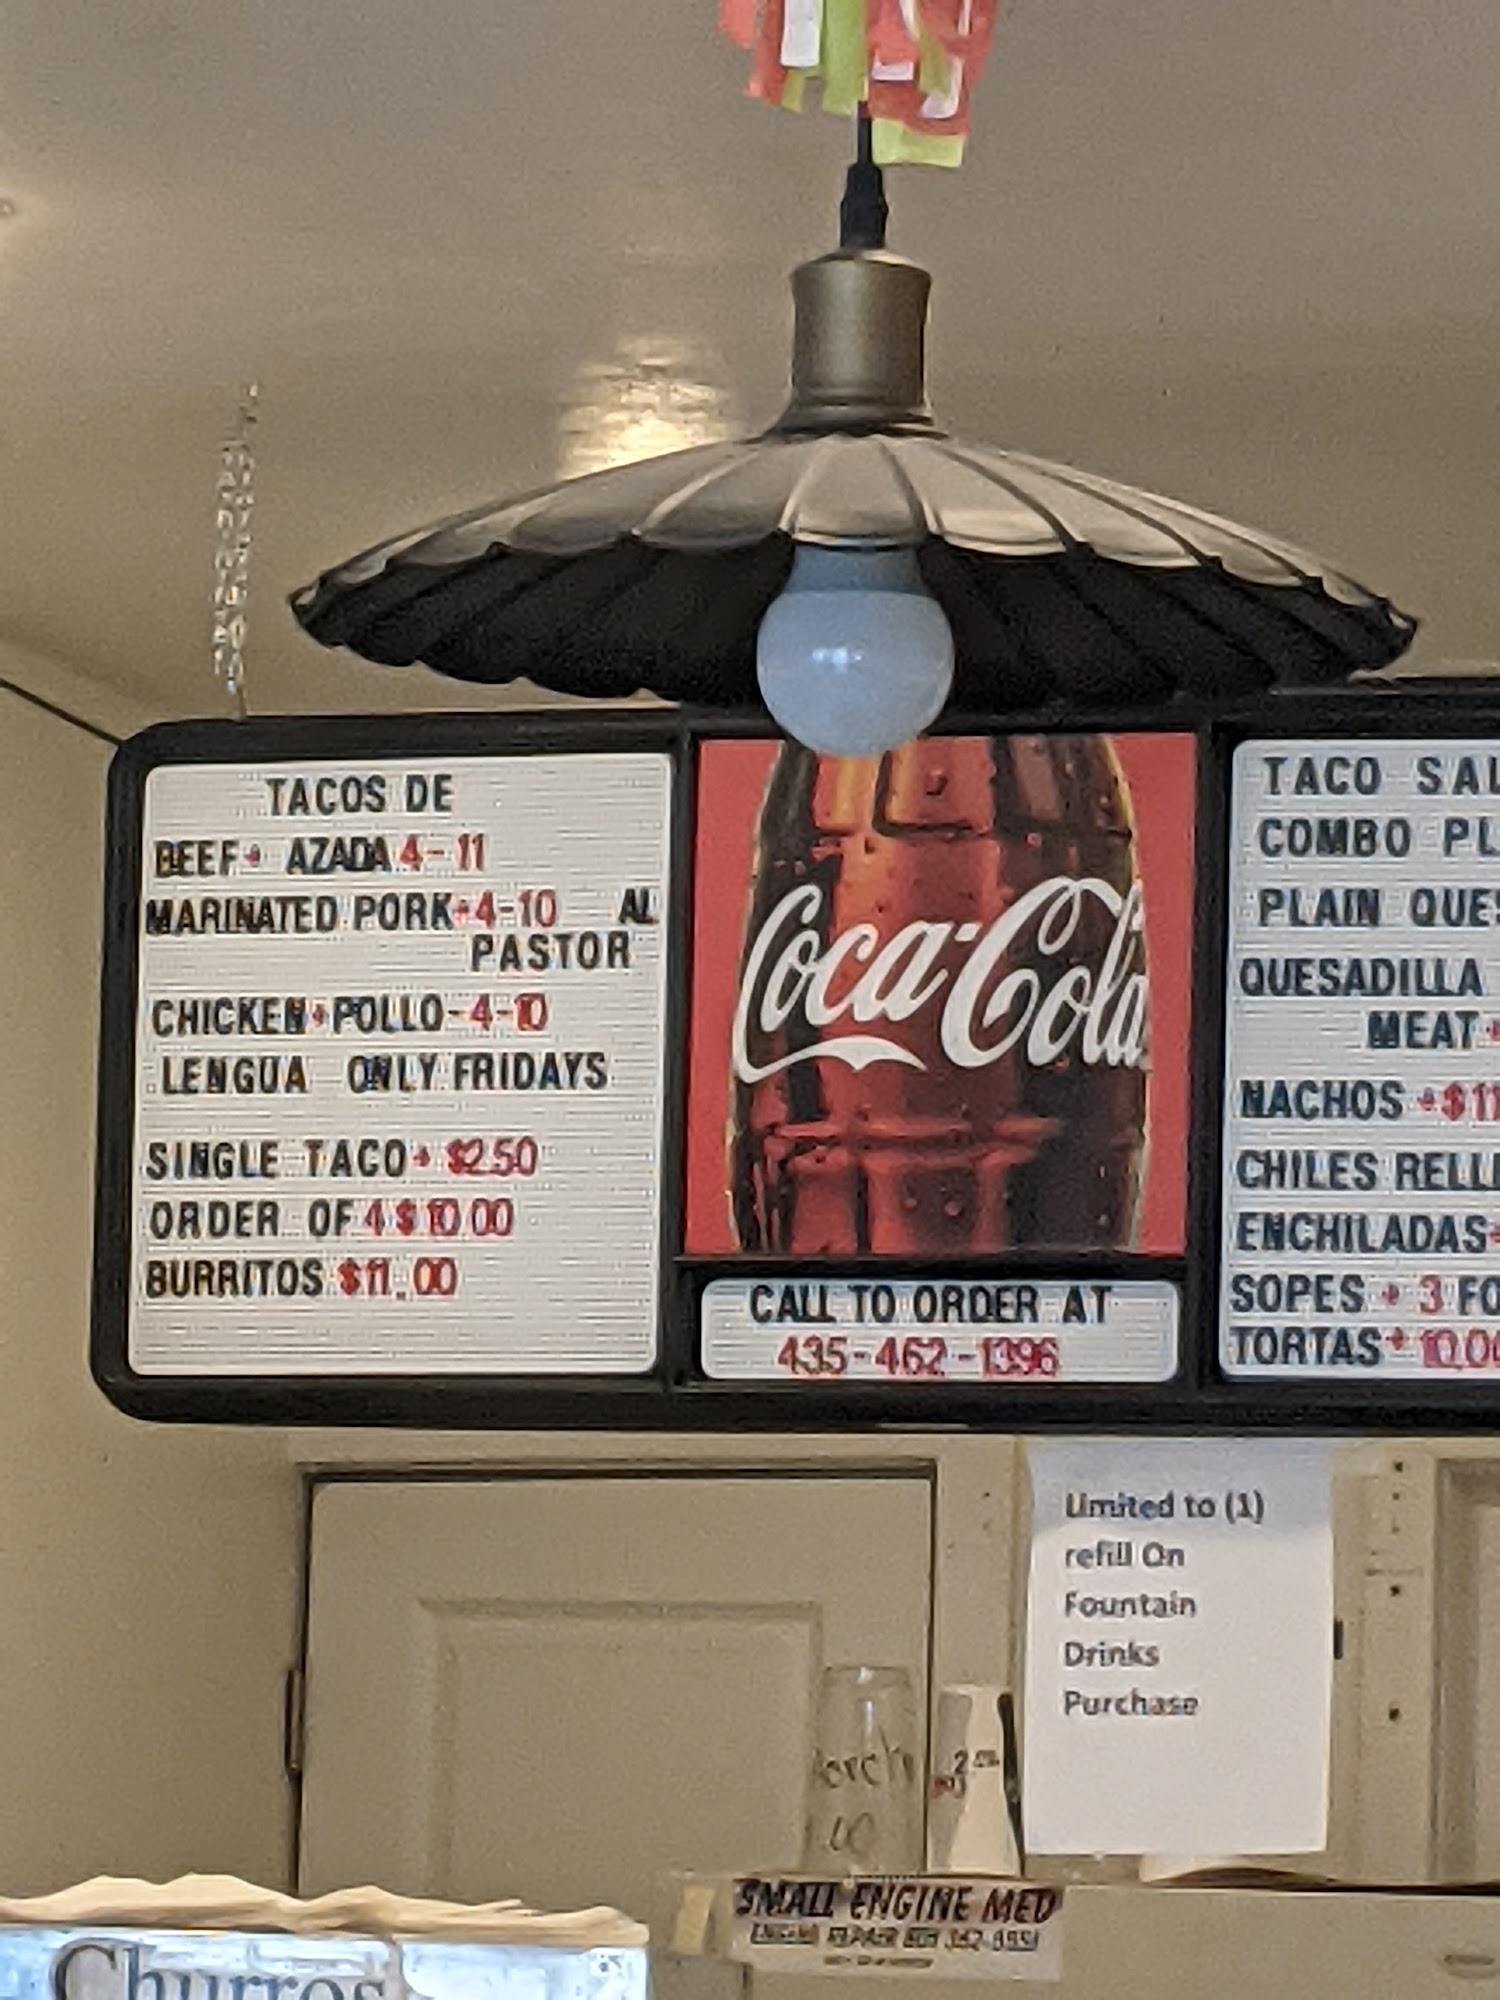 TACOS DE
BEEF+ AZADA 4-11
MARINATED PORK+4-10 AL
PASTOR
CHICKEN+POLLO-4-10
LENGUA ONLY FRIDAYS
SINGLE TACO+ $2.50
ORDER OF 4 $10.00
BURRITOS $11.00
Coca-Cola
CALL TO ORDER AT
435-462-1396
TACO SAL
COMBO PL
PLAIN QUES
QUESADILLA
MEAT+
NACHOS +$11
CHILES RELLE
ENCHILADAS+
SOPES + 3 FO
TORTAS+ 10.00
Limited to (1)
refill On
Fountain
Drinks
Purchase
SMALL ENGINE MED
ENGINE REPAIR
Churros